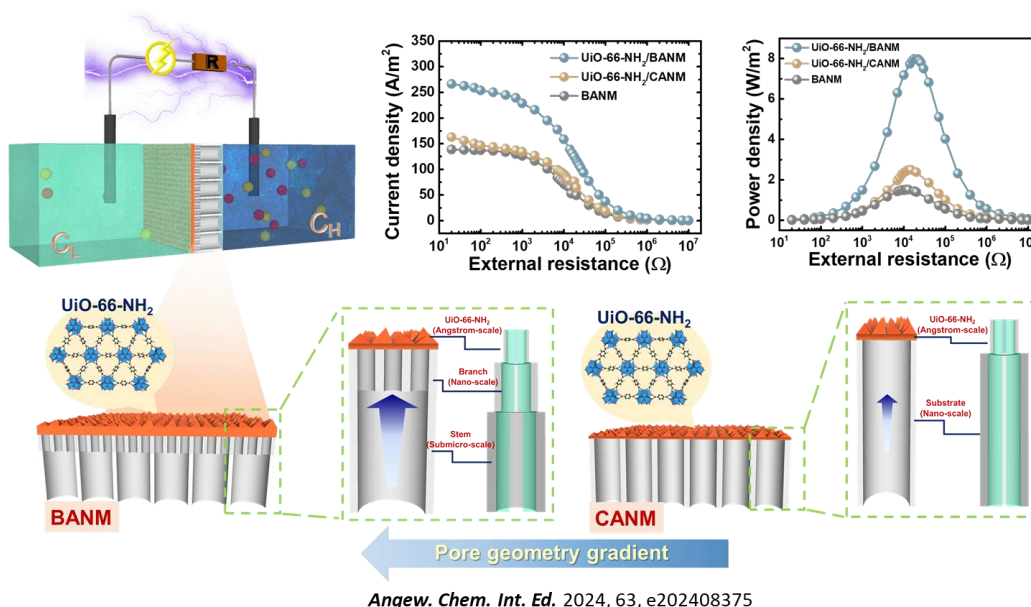 R
C_L
C_H
Current density (A/m²)
350
300
250
200
150
100
50
0
UiO-66-NH₂/BANM
UiO-66-NH₂/CANM
BANM
10¹ 10² 10³ 10⁴ 10⁵ 10⁶ 10⁷
External resistance (Ω)
Power density (W/m²)
8
6
4
2
0
UiO-66-NH₂/BANM
UiO-66-NH₂/CANM
BANM
10¹ 10² 10³ 10⁴ 10⁵ 10⁶ 10⁷
External resistance (Ω)
UiO-66-NH₂
BANM
UiO-66-NH₂
(Angstrom-scale)
Branch
(Nano-scale)
Stem
(Submicro-scale)
UiO-66-NH₂
CANM
UiO-66-NH₂
(Angstrom-scale)
Substrate
(Nano-scale)
Pore geometry gradient
Angew. Chem. Int. Ed. 2024, 63, e202408375